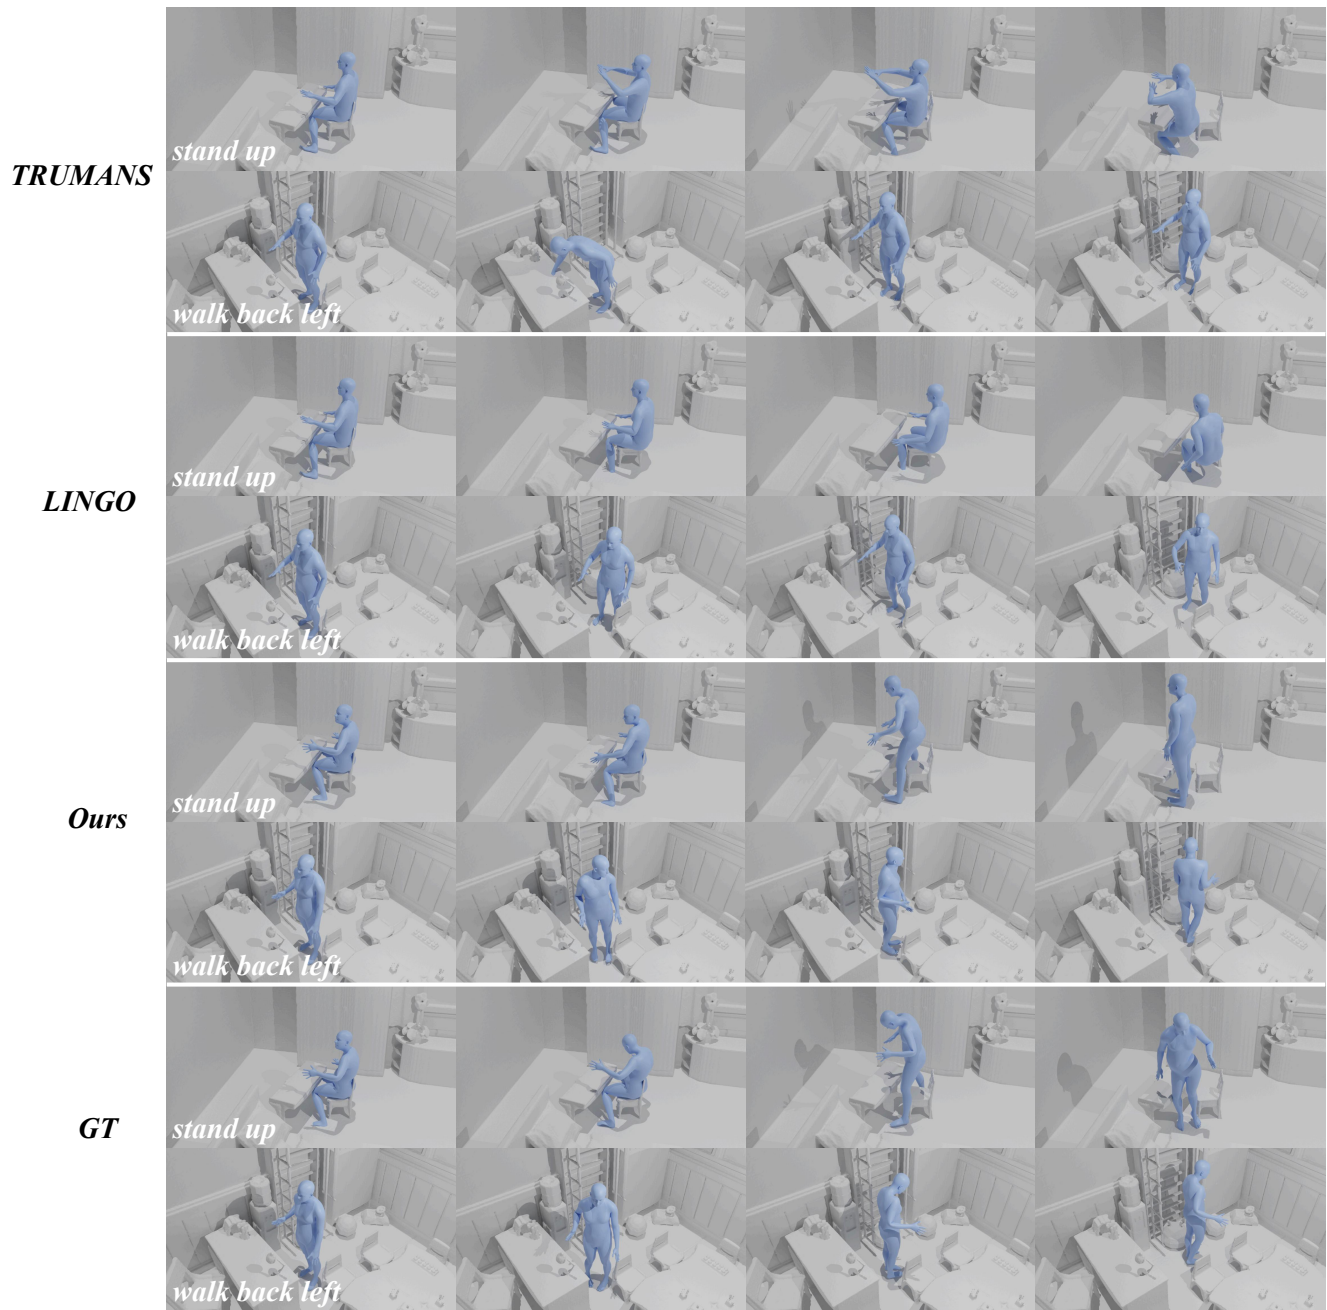 TRUMANS
stand up
walk back left
LINGO
stand up
walk back left
Ours
stand up
walk back left
GT
stand up
walk back left